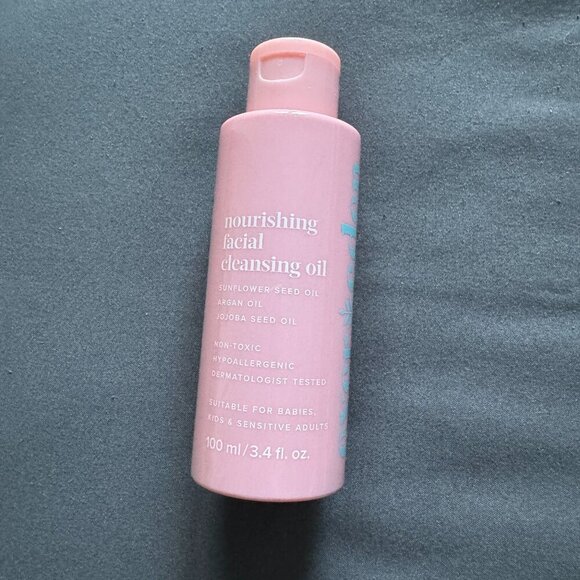 nourishing
facial
cleansing oil
SUNFLOWER SEED OIL
ARGAN OIL
JOJOBA SEED OIL
NON-TOXIC
HYPOALLERGENIC
DERMATOLOGIST TESTED
SUITABLE FOR BABIES,
KIDS & SENSITIVE ADULTS
100 ml/3.4 fl. oz.